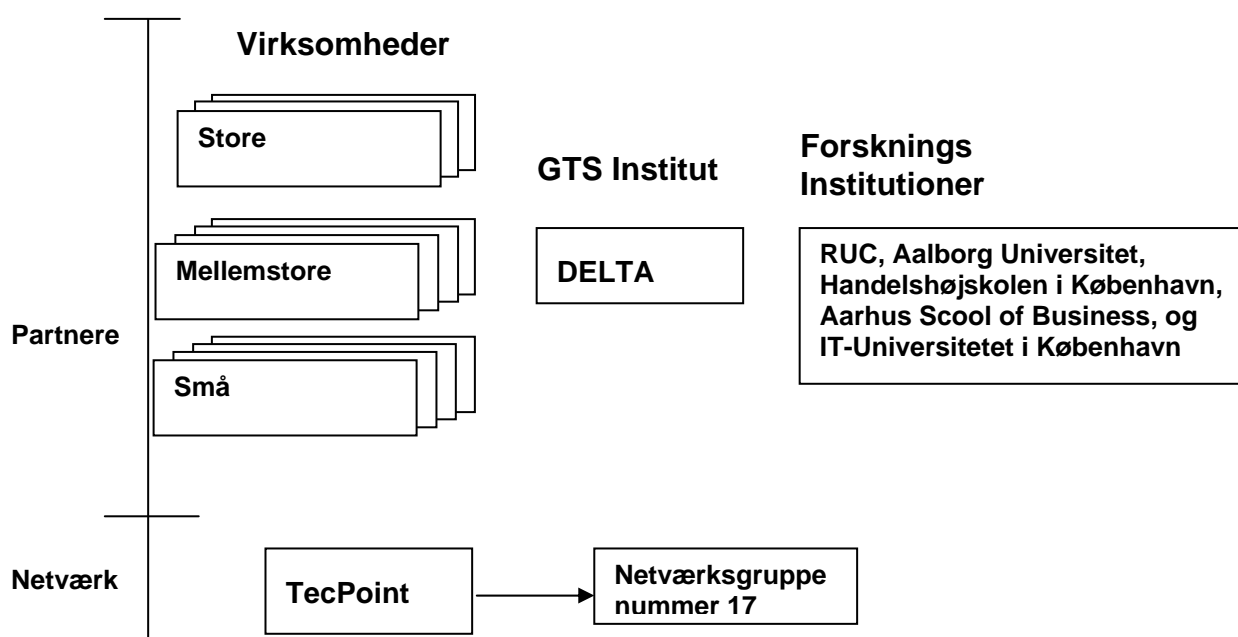 Virksomheder
Store
GTS Institut
Forsknings
Institutioner
Mellemstore
DELTA
RUC, Aalborg Universitet,
Handelshøjskolen i København,
Aarhus Scool of Business, og
IT-Universitetet i København
Partnere
Små
Netværk
TecPoint
Netværksgruppe
nummer 17